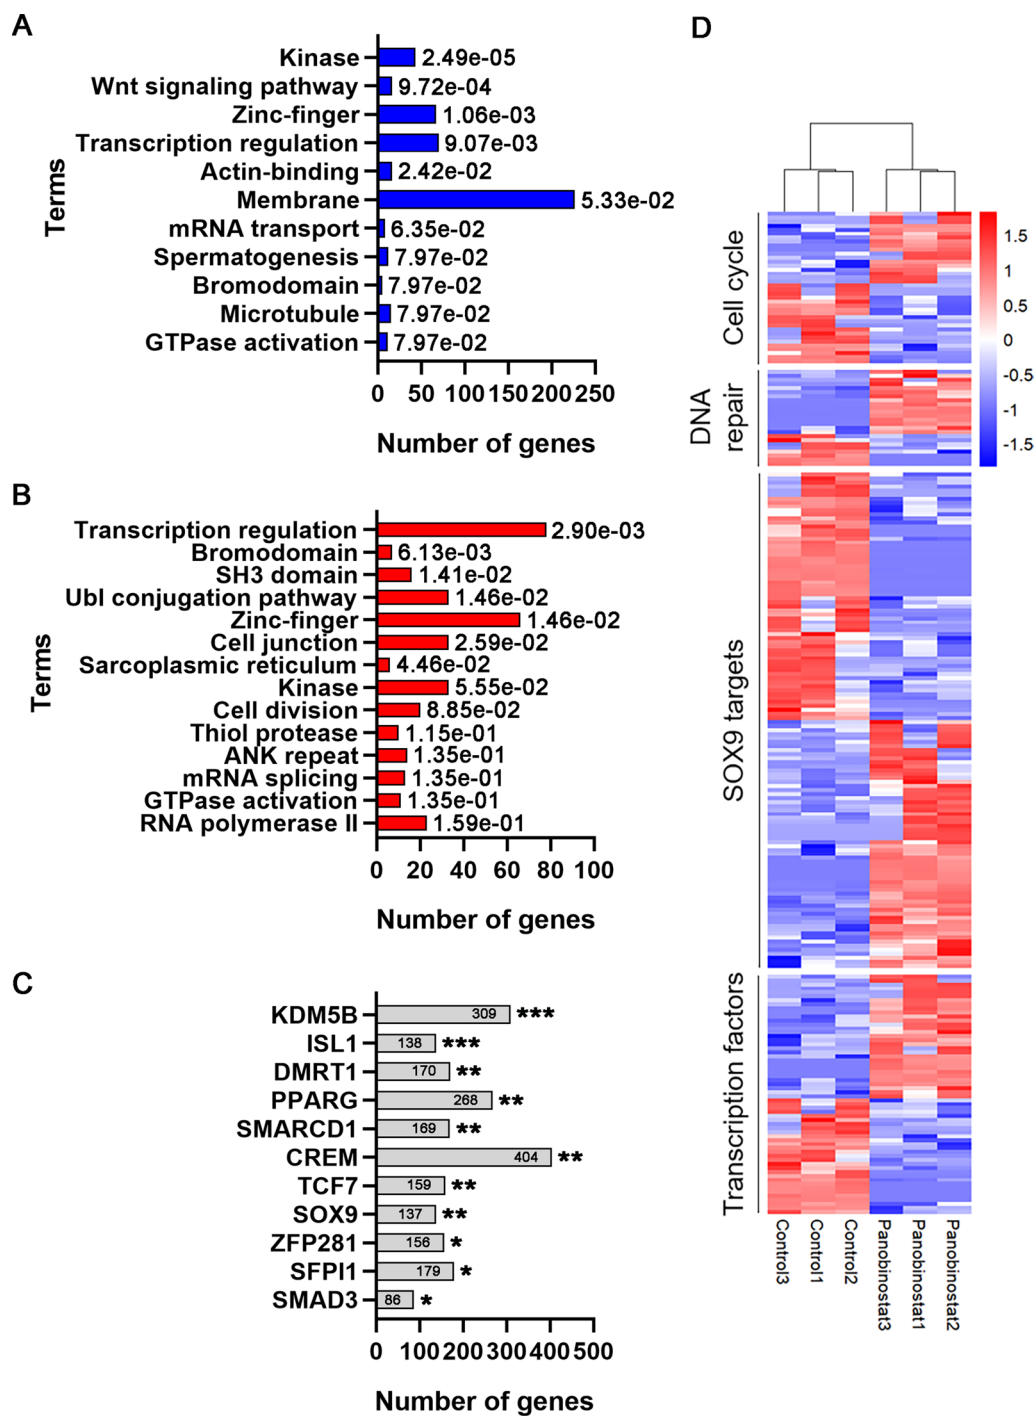 A
Terms
Kinase 2.49e-05
Wnt signaling pathway 9.72e-04
Zinc-finger 1.06e-03
Transcription regulation 9.07e-03
Actin-binding 2.42e-02
Membrane 5.33e-02
mRNA transport 6.35e-02
Spermatogenesis 7.97e-02
Bromodomain 7.97e-02
Microtubule 7.97e-02
GTPase activation 7.97e-02
0 50 100 150 200 250
Number of genes
B
Terms
Transcription regulation 2.90e-03
Bromodomain 6.13e-03
SH3 domain 1.41e-02
Ubl conjugation pathway 1.46e-02
Zinc-finger 1.46e-02
Cell junction 2.59e-02
Sarcoplasmic reticulum 4.46e-02
Kinase 5.55e-02
Cell division 8.85e-02
Thiol protease 1.15e-01
ANK repeat 1.35e-01
mRNA splicing 1.35e-01
GTPase activation 1.35e-01
RNA polymerase II 1.59e-01
0 20 40 60 80 100
Number of genes
C
KDM5B 309 ***
ISL1 138 ***
DMRT1 170 **
PPARG 268 **
SMARCD1 169 **
CREM 404 **
TCF7 159 **
SOX9 137 **
ZFP281 156 *
SFPI1 179 *
SMAD3 86 *
0 100 200 300 400 500
Number of genes
D
Cell cycle
DNA
repair
SOX9 targets
Transcription factors
1.5
1
0.5
0
-0.5
-1
-1.5
Control3
Control1
Control2
Panobinostat3
Panobinostat1
Panobinostat2